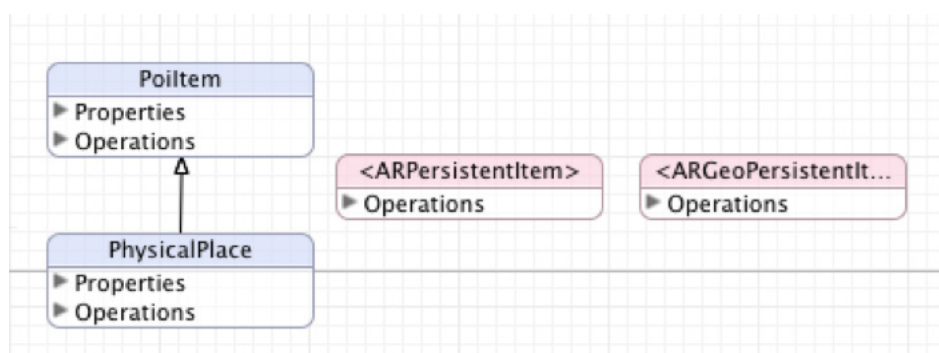 PoiItem
Properties
Operations
<ARPersistentItem>
Operations
<ARGeoPersistentIt...
Operations
PhysicalPlace
Properties
Operations